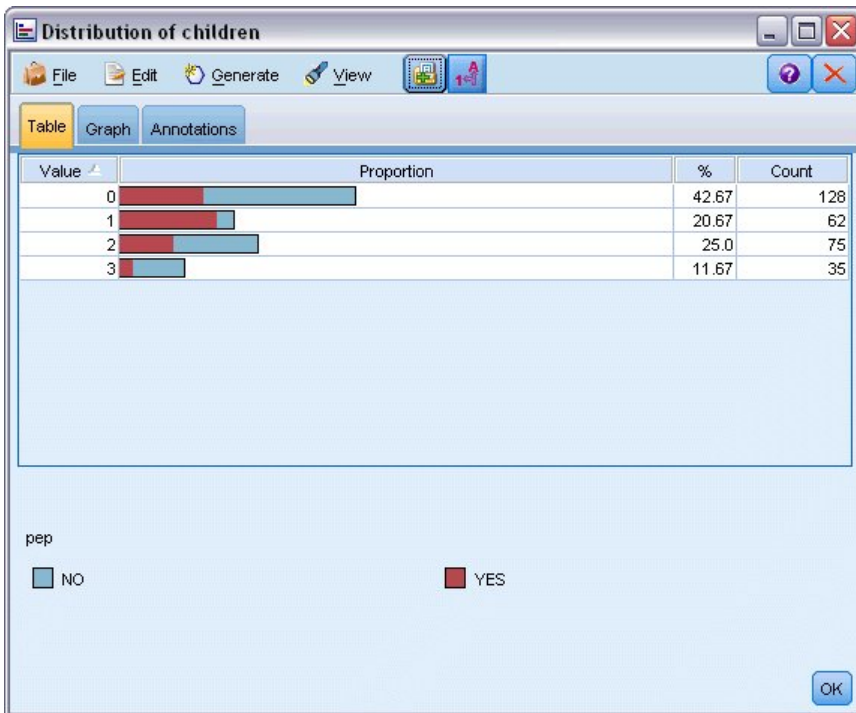 Distribution of children
File Edit Generate View
Table Graph Annotations
Value Proportion % Count
0 42.67 128
1 20.67 62
2 25.0 75
3 11.67 35
pep
NO YES
OK